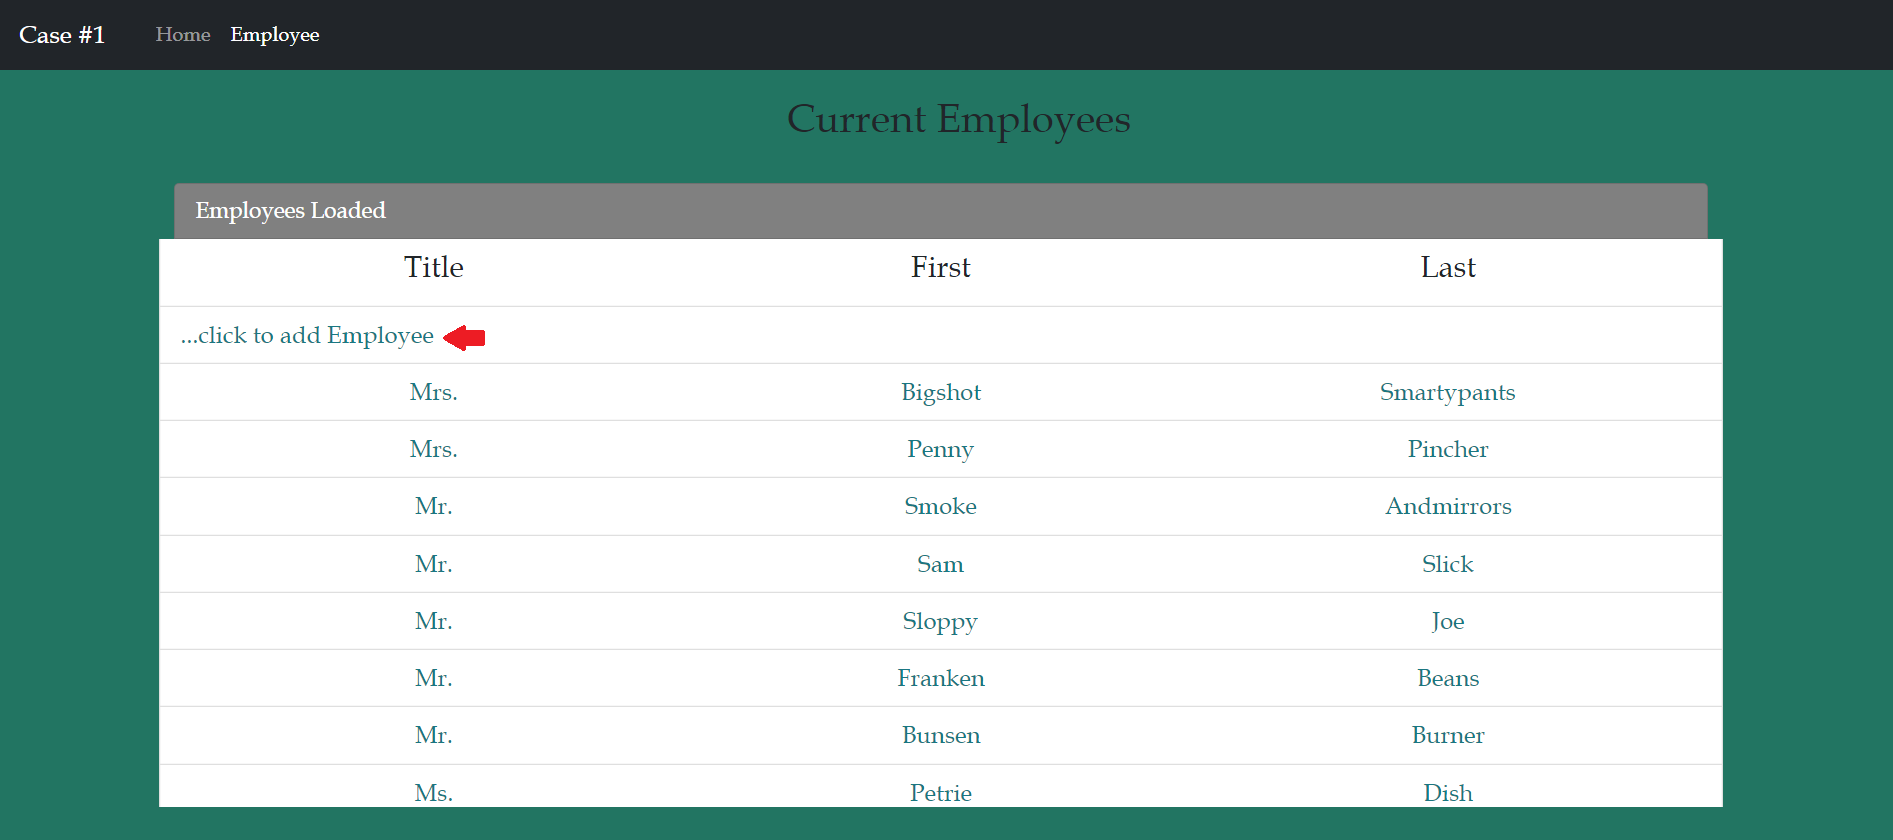 Case #1 Home Employee
Current Employees
Employees Loaded
Title First Last
...click to add Employee
Mrs. Bigshot Smartypants
Mrs. Penny Pincher
Mr. Smoke Andmirrors
Mr. Sam Slick
Mr. Sloppy Joe
Mr. Franken Beans
Mr. Bunsen Burner
Ms. Petrie Dish